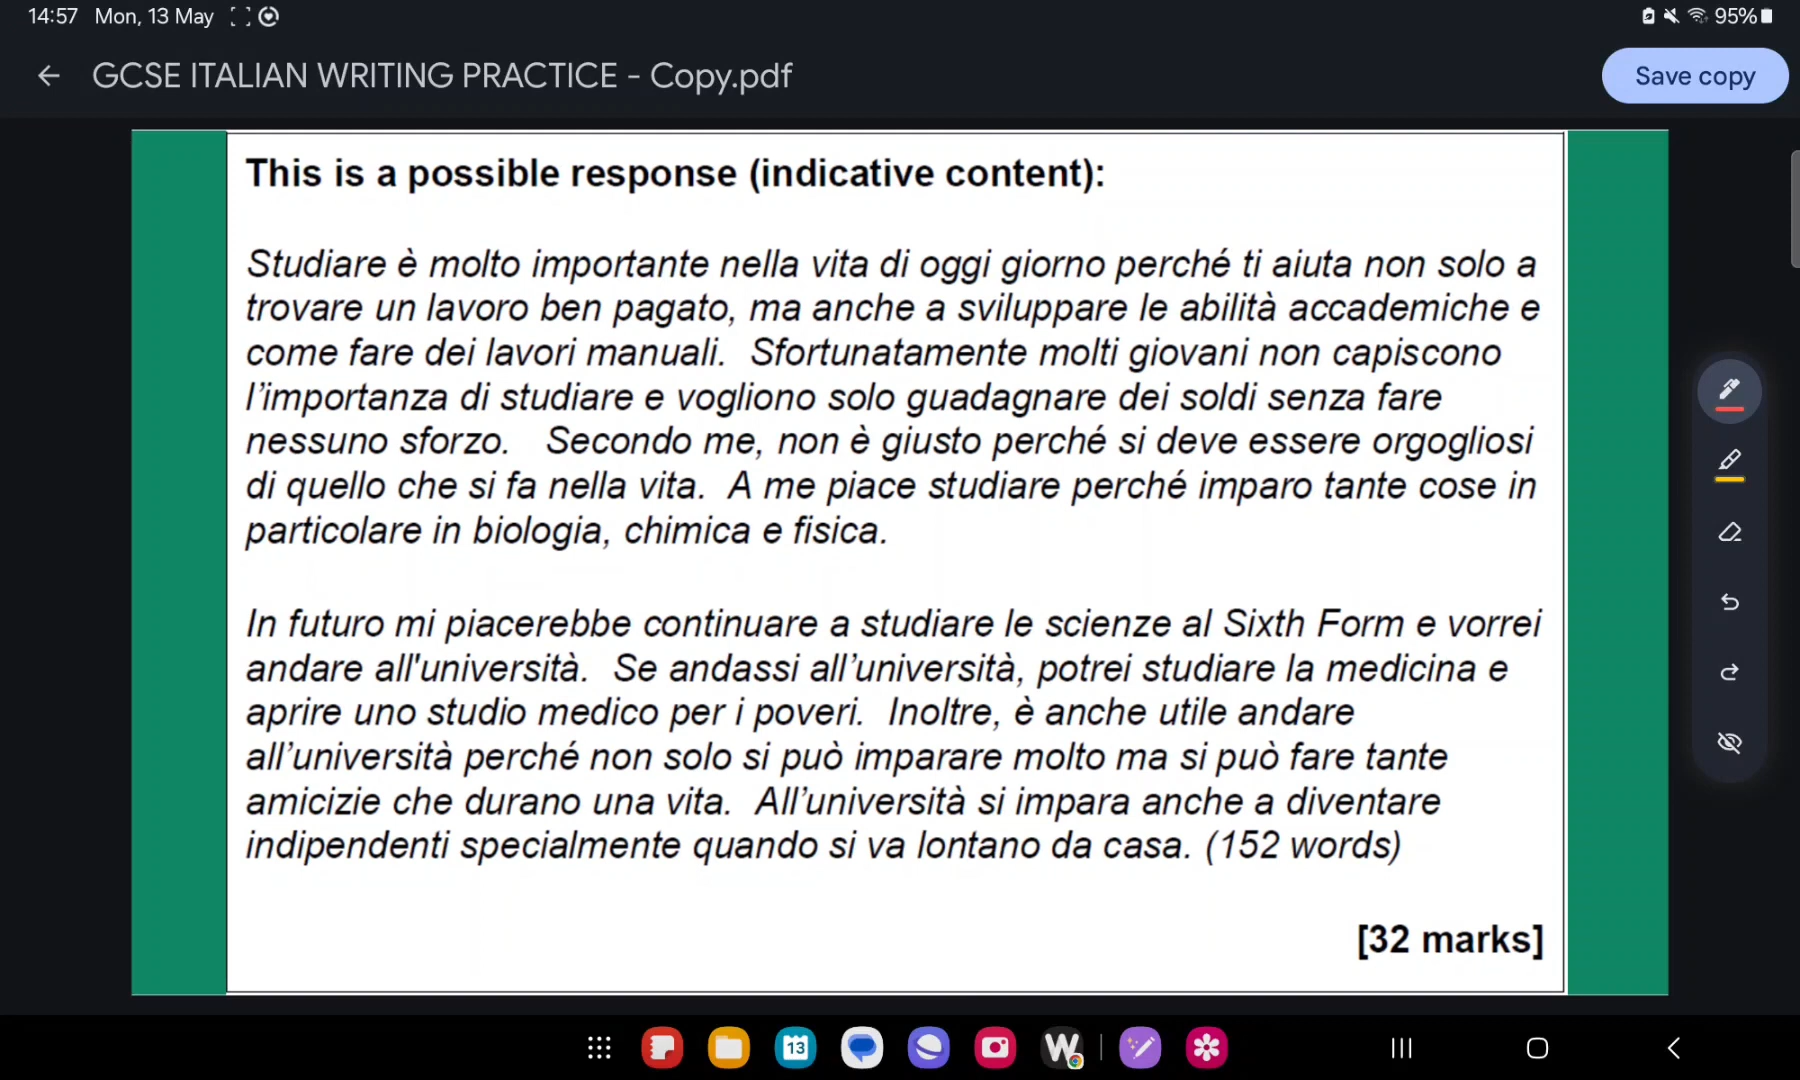 14:57 Mon, 13 May 95%
GCSE ITALIAN WRITING PRACTICE - Copy.pdf
Save copy
This is a possible response (indicative content):
Studiare è molto importante nella vita di oggi giorno perché ti aiuta non solo a
trovare un lavoro ben pagato, ma anche a sviluppare le abilità accademiche e
come fare dei lavori manuali. Sfortunatamente molti giovani non capiscono
l'importanza di studiare e vogliono solo guadagnare dei soldi senza fare
nessuno sforzo. Secondo me, non è giusto perché si deve essere orgogliosi
di quello che si fa nella vita. A me piace studiare perché imparo tante cose in
particolare in biologia, chimica e fisica.
In futuro mi piacerebbe continuare a studiare le scienze al Sixth Form e vorrei
andare all'università. Se andassi all'università, potrei studiare la medicina e
aprire uno studio medico per i poveri. Inoltre, è anche utile andare
all'università perché non solo si può imparare molto ma si può fare tante
amicizie che durano una vita. All'università si impara anche a diventare
indipendenti specialmente quando si va lontano da casa. (152 words)
[32 marks]
13
W